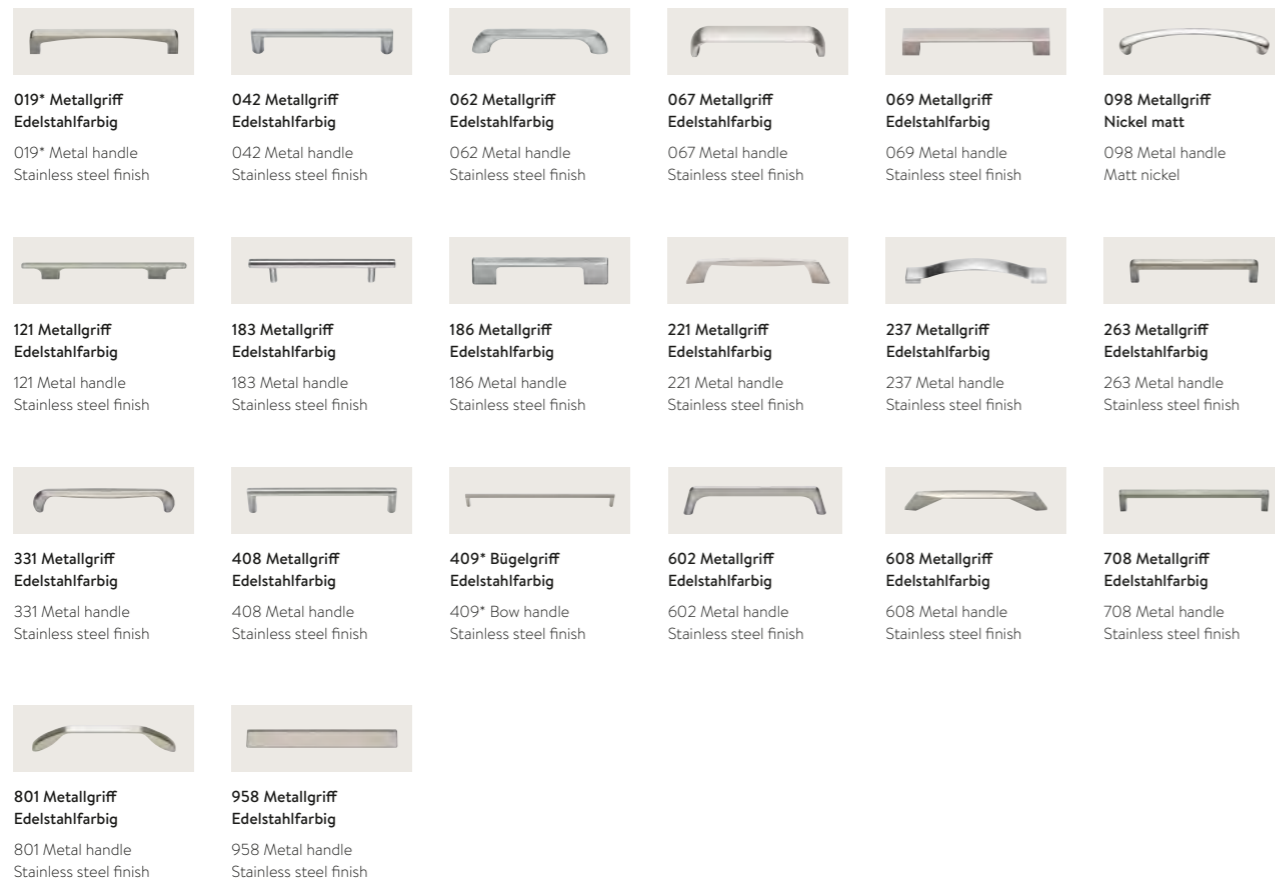 019* Metallgriff
Edelstahlfarbig
019* Metal handle
Stainless steel finish
042 Metallgriff
Edelstahlfarbig
042 Metal handle
Stainless steel finish
062 Metallgriff
Edelstahlfarbig
062 Metal handle
Stainless steel finish
067 Metallgriff
Edelstahlfarbig
067 Metal handle
Stainless steel finish
069 Metallgriff
Edelstahlfarbig
069 Metal handle
Stainless steel finish
098 Metallgriff
Nickel matt
098 Metal handle
Matt nickel
121 Metallgriff
Edelstahlfarbig
121 Metal handle
Stainless steel finish
183 Metallgriff
Edelstahlfarbig
183 Metal handle
Stainless steel finish
186 Metallgriff
Edelstahlfarbig
186 Metal handle
Stainless steel finish
221 Metallgriff
Edelstahlfarbig
221 Metal handle
Stainless steel finish
237 Metallgriff
Edelstahlfarbig
237 Metal handle
Stainless steel finish
263 Metallgriff
Edelstahlfarbig
263 Metal handle
Stainless steel finish
331 Metallgriff
Edelstahlfarbig
331 Metal handle
Stainless steel finish
408 Metallgriff
Edelstahlfarbig
408 Metal handle
Stainless steel finish
409* Bügelgriff
Edelstahlfarbig
409* Bow handle
Stainless steel finish
602 Metallgriff
Edelstahlfarbig
602 Metal handle
Stainless steel finish
608 Metallgriff
Edelstahlfarbig
608 Metal handle
Stainless steel finish
708 Metallgriff
Edelstahlfarbig
708 Metal handle
Stainless steel finish
801 Metallgriff
Edelstahlfarbig
801 Metal handle
Stainless steel finish
958 Metallgriff
Edelstahlfarbig
958 Metal handle
Stainless steel finish